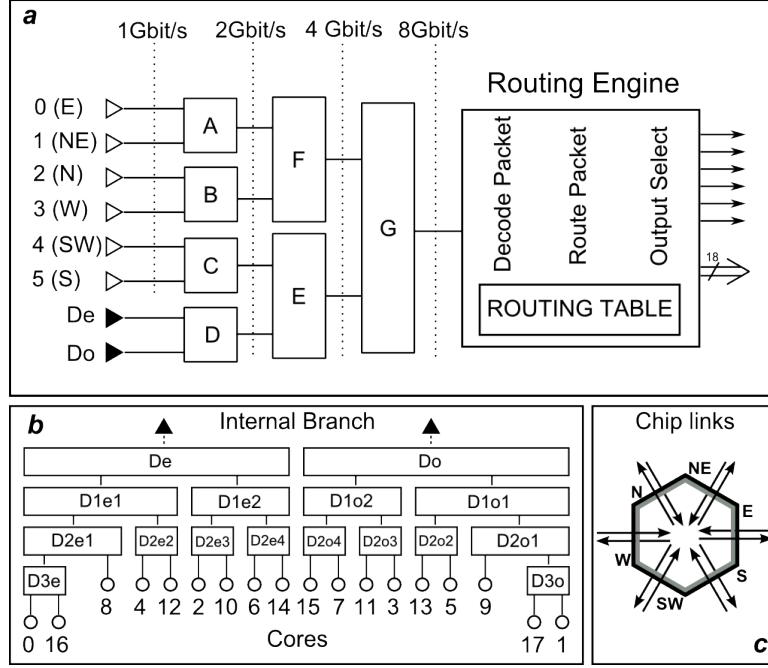 a
1Gbit/s 2Gbit/s 4 Gbit/s 8Gbit/s
Routing Engine
0 (E)
1 (NE)
2 (N)
3 (W)
4 (SW)
5 (S)
De
Do
A
B
C
D
F
E
G
Decode Packet
Route Packet
Output Select
18
ROUTING TABLE
b
Internal Branch
De Do
D1e1 D1e2 D1o2 D1o1
D2e1 D2e2 D2e3 D2e4 D2o4 D2o3 D2o2 D2o1
D3e D3o
8 4 12 2 10 6 14 15 7 11 3 13 5 9
0 16 Cores 17 1
Chip links
NE
N E
W S
SW
c